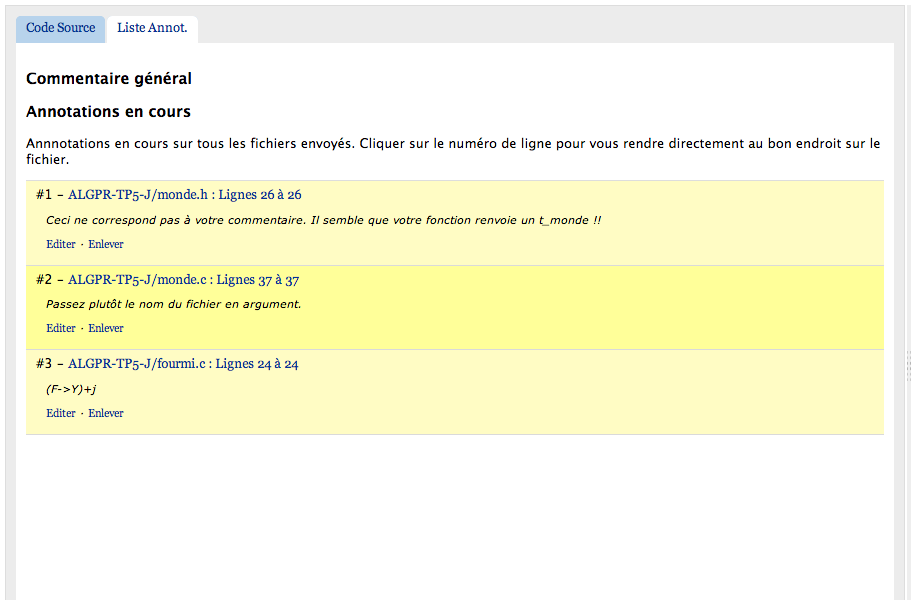 Code Source
Liste Annot.
Commentaire général
Annotations en cours
Annnotations en cours sur tous les fichiers envoyés. Cliquer sur le numéro de ligne pour vous rendre directement au bon endroit sur le
fichier.
#1 – ALGPR-TP5-J/monde.h : Lignes 26 à 26
Ceci ne correspond pas à votre commentaire. Il semble que votre fonction renvoie un t_monde !!
Editer · Enlever
#2 – ALGPR-TP5-J/monde.c : Lignes 37 à 37
Passez plutôt le nom du fichier en argument.
Editer · Enlever
#3 – ALGPR-TP5-J/fourmi.c : Lignes 24 à 24
(F->Y)+j
Editer · Enlever